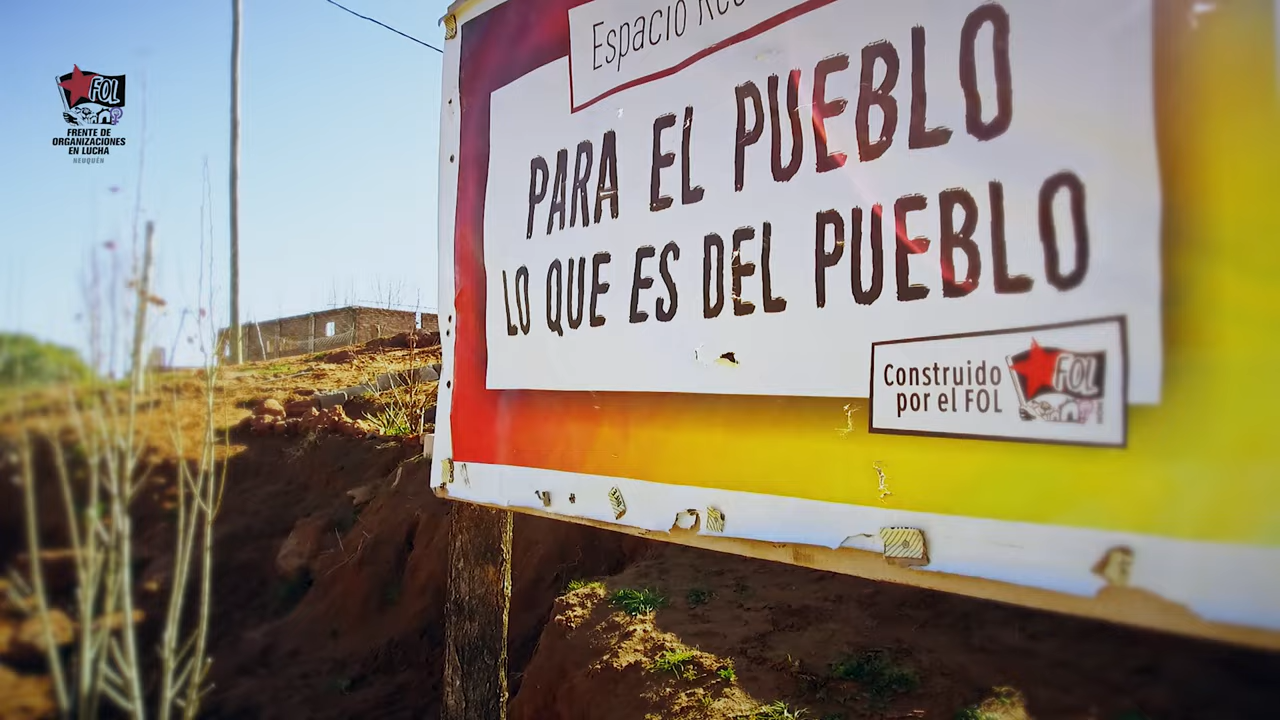 FOL
FRENTE DE
ORGANIZACIONES
EN LUCHA
NEUQUÉN
Espacio
PARA EL PUEBLO
LO QUE ES DEL PUEBLO
Construido
por el FOL
FOL